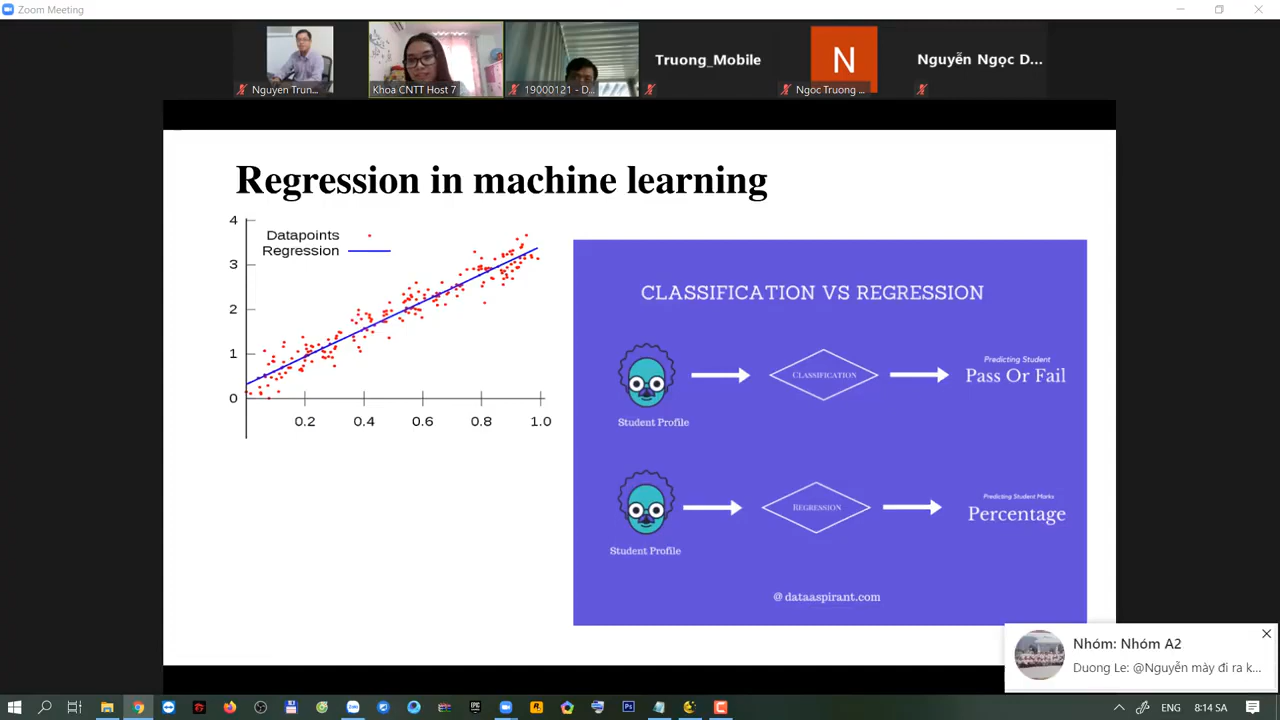 Zoom Meeting
Nguyen Trun...
Khoa CNTT Host 7
19000121 - D...
Truong_Mobile
N
Ngoc Truong ...
Nguyễn Ngọc D...
Regression in machine learning
4
3
2
1
0
Datapoints
Regression
0.2 0.4 0.6 0.8 1.0
CLASSIFICATION VS REGRESSION
Student Profile
CLASSIFICATION
Predicting Student
Pass Or Fail
Student Profile
REGRESSION
Predicting Student Marks
Percentage
@ dataaspirant.com
Nhóm: Nhóm A2
Duong Le: @Nguyễn mày đi ra k...
ENG 8:14 SA